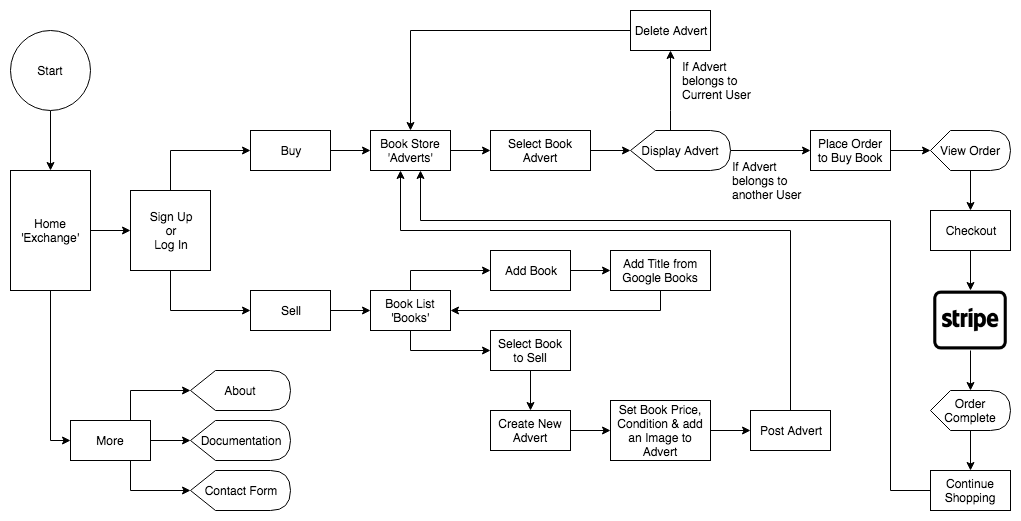 Delete Advert
Start
If Advert
belongs to
Current User
Buy
Book Store
'Adverts'
Select Book
Advert
Display Advert
Place Order
to Buy Book
View Order
If Advert
belongs to
another User
Home
'Exchange'
Sign Up
or
Log In
Checkout
Add Book
Add Title from
Google Books
Sell
Book List
'Books'
stripe
Select Book
to Sell
About
Order
Complete
More
Documentation
Create New
Advert
Set Book Price,
Condition & add
an Image to
Advert
Post Advert
Contact Form
Continue
Shopping